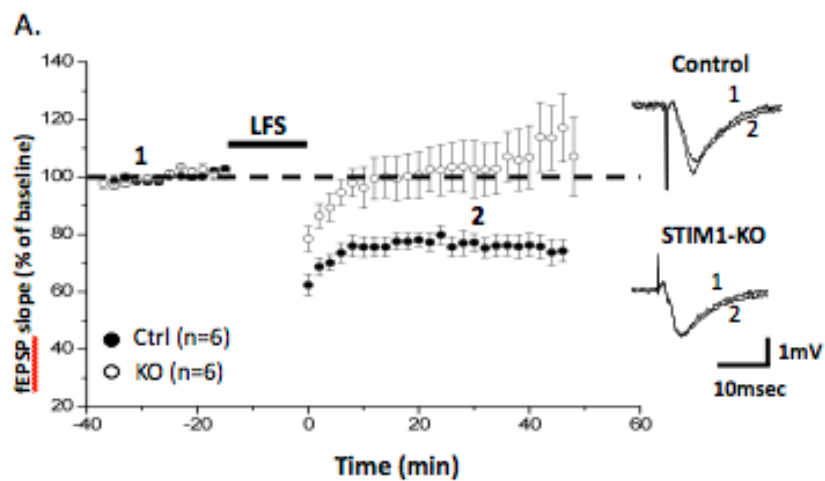 A.
fEPSP slope (% of baseline)
140
120
100
80
60
40
20
1
LFS
2
Ctrl (n=6)
KO (n=6)
-40
-20
0
20
40
60
Time (min)
Control
1
2
STIM1-KO
1
2
1mV
10msec